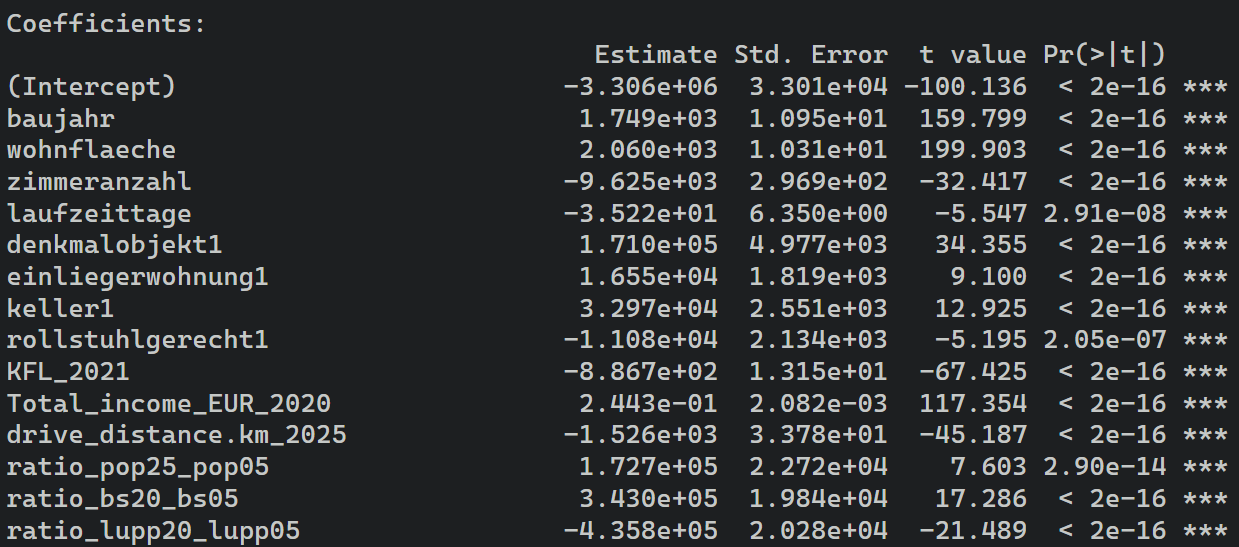 Coefficients:
Estimate Std. Error t value Pr(>|t|)
(Intercept) -3.306e+06 3.301e+04 -100.136 < 2e-16 ***
baujahr 1.749e+03 1.095e+01 159.799 < 2e-16 ***
wohnflaeche 2.060e+03 1.031e+01 199.903 < 2e-16 ***
zimmeranzahl -9.625e+03 2.969e+02 -32.417 < 2e-16 ***
laufzeittage -3.522e+01 6.350e+00 -5.547 2.91e-08 ***
denkmalobjekt1 1.710e+05 4.977e+03 34.355 < 2e-16 ***
einliegerwohnung1 1.655e+04 1.819e+03 9.100 < 2e-16 ***
keller1 3.297e+04 2.551e+03 12.925 < 2e-16 ***
rollstuhlgerecht1 -1.108e+04 2.134e+03 -5.195 2.05e-07 ***
KFL_2021 -8.867e+02 1.315e+01 -67.425 < 2e-16 ***
Total_income_EUR_2020 2.443e-01 2.082e-03 117.354 < 2e-16 ***
drive_distance.km_2025 -1.526e+03 3.378e+01 -45.187 < 2e-16 ***
ratio_pop25_pop05 1.727e+05 2.272e+04 7.603 2.90e-14 ***
ratio_bs20_bs05 3.430e+05 1.984e+04 17.286 < 2e-16 ***
ratio_lupp20_lupp05 -4.358e+05 2.028e+04 -21.489 < 2e-16 ***